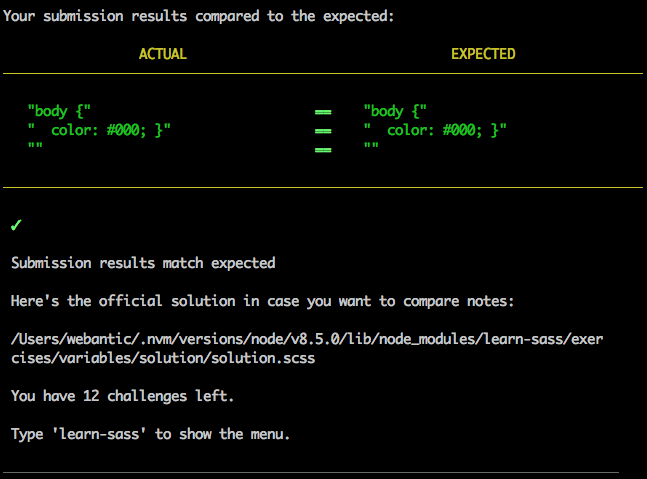 Your submission results compared to the expected:
ACTUAL EXPECTED
"body {" == "body {"
"  color: #000; }" == "  color: #000; }"
"" == ""
✓
Submission results match expected
Here's the official solution in case you want to compare notes:
/Users/webantic/.nvm/versions/node/v8.5.0/lib/node_modules/learn-sass/exer
cises/variables/solution/solution.scss
You have 12 challenges left.
Type 'learn-sass' to show the menu.